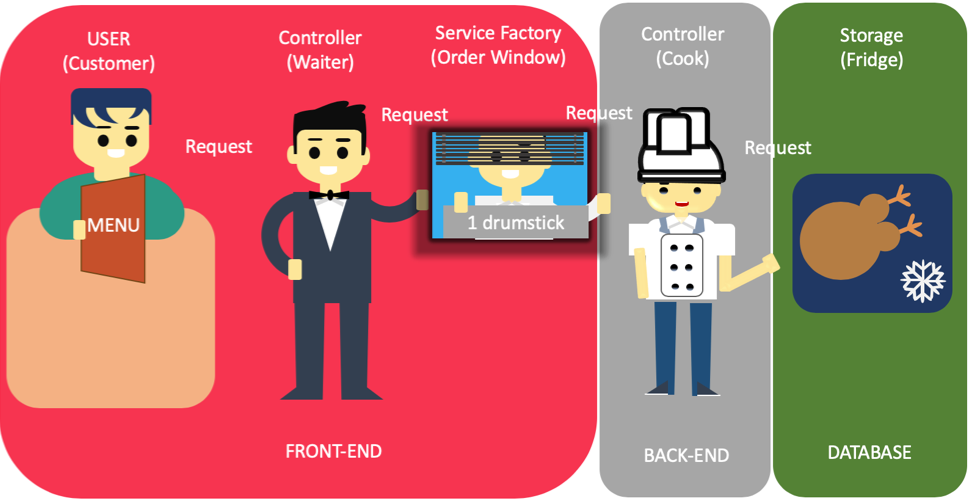 USER
(Customer)
Controller
(Waiter)
Service Factory
(Order Window)
Controller
(Cook)
Storage
(Fridge)
Request
Request
Request
Request
MENU
1 drumstick
FRONT-END
BACK-END
DATABASE